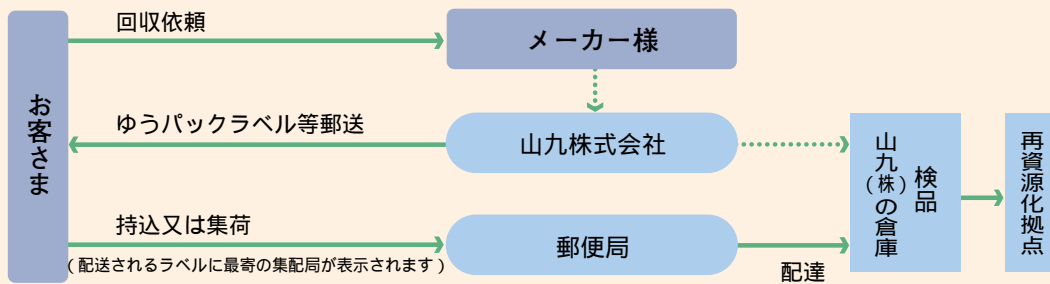 回収依頼
メーカー様
お客さま
ゆうパックラベル等郵送
山九株式会社
持込又は集荷
(配送されるラベルに最寄の集配局が表示されます)
郵便局
配達
検品
山九(株)の倉庫
再資源化拠点